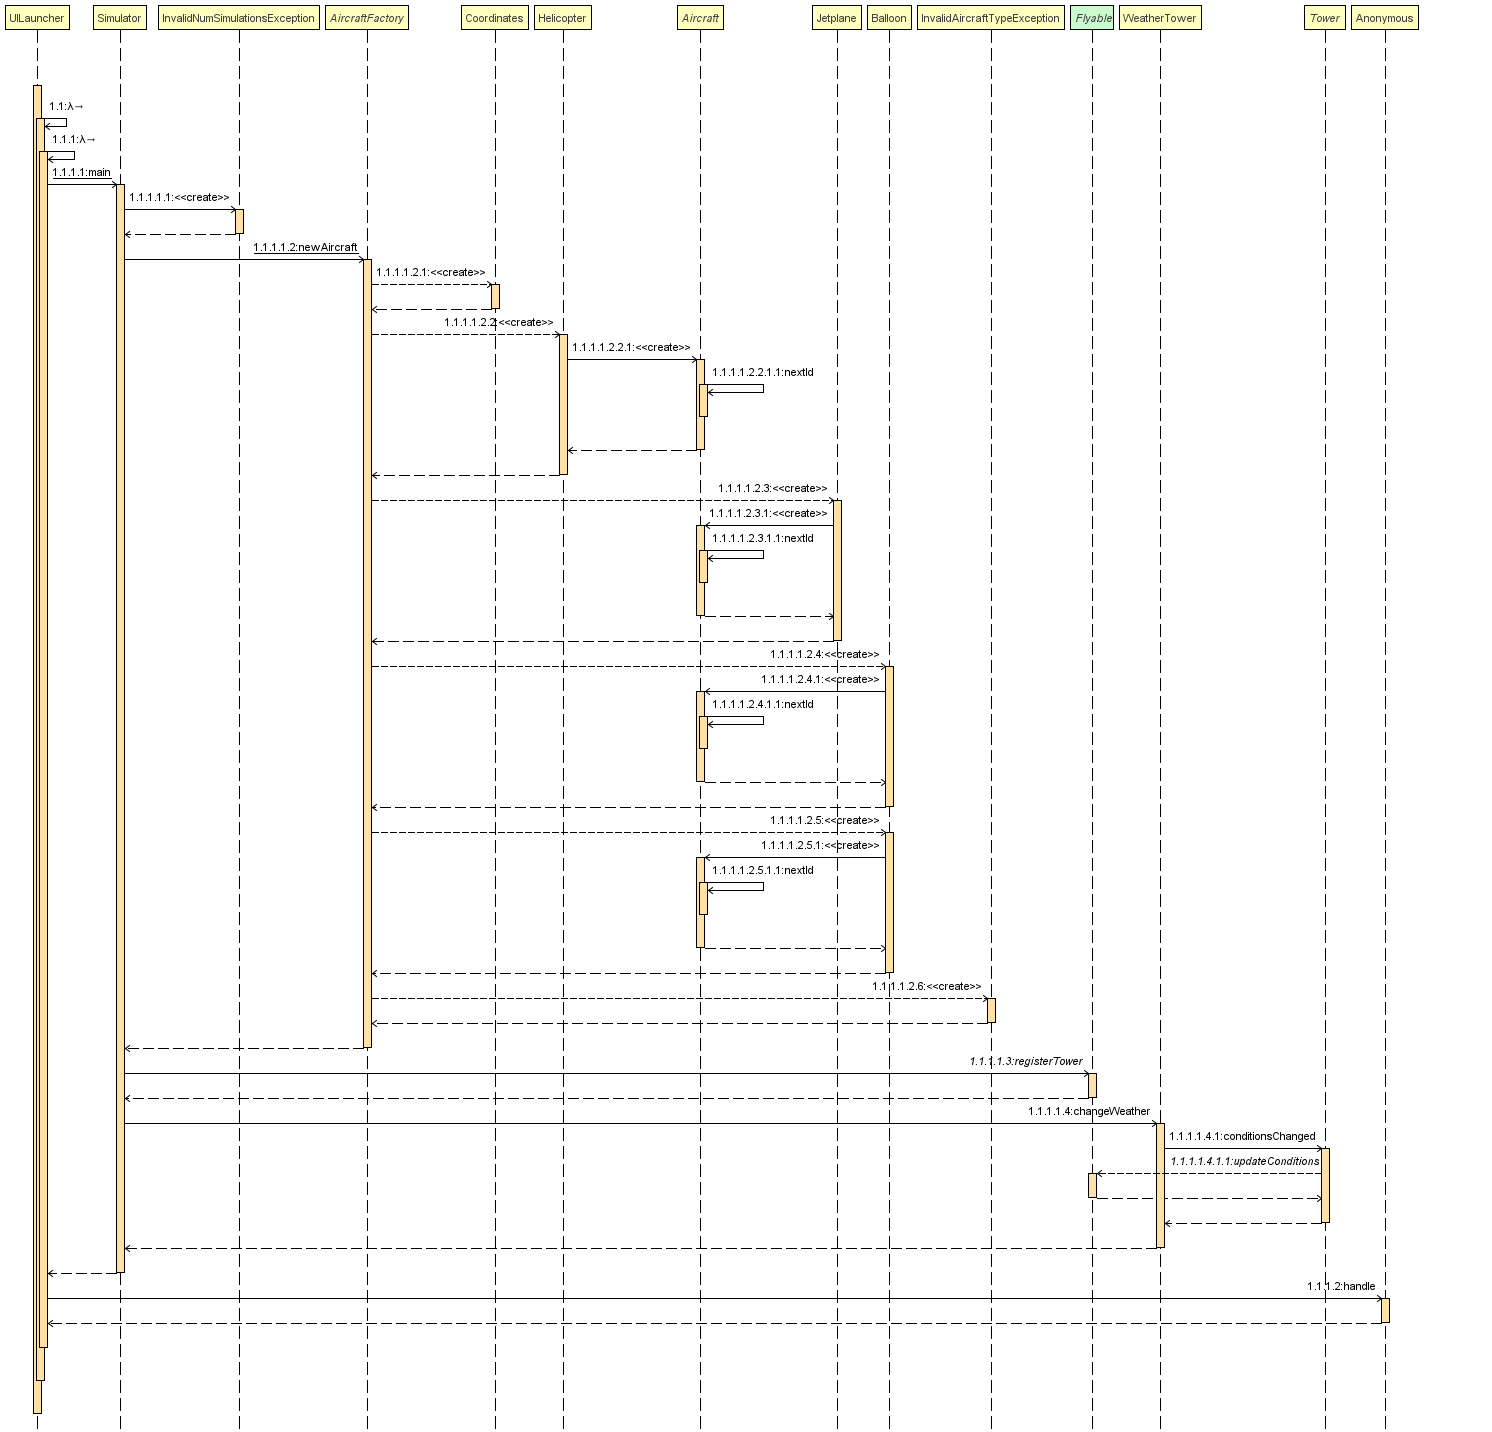 UILauncher
Simulator
InvalidNumSimulationsException
AircraftFactory
Coordinates
Helicopter
Aircraft
Jetplane
Balloon
InvalidAircraftTypeException
Flyable
WeatherTower
Tower
Anonymous
1.1:λ→
1.1.1:λ→
1.1.1.1:main
1.1.1.1.1:<<create>>
1.1.1.1.2:newAircraft
1.1.1.1.2.1:<<create>>
1.1.1.1.2.2:<<create>>
1.1.1.1.2.2.1:<<create>>
1.1.1.1.2.2.1.1:nextId
1.1.1.1.2.3:<<create>>
1.1.1.1.2.3.1:<<create>>
1.1.1.1.2.3.1.1:nextId
1.1.1.1.2.4:<<create>>
1.1.1.1.2.4.1:<<create>>
1.1.1.1.2.4.1.1:nextId
1.1.1.1.2.5:<<create>>
1.1.1.1.2.5.1:<<create>>
1.1.1.1.2.5.1.1:nextId
1.1.1.1.2.6:<<create>>
1.1.1.1.3:registerTower
1.1.1.1.4:changeWeather
1.1.1.1.4.1:conditionsChanged
1.1.1.1.4.1.1:updateConditions
1.1.1.2:handle